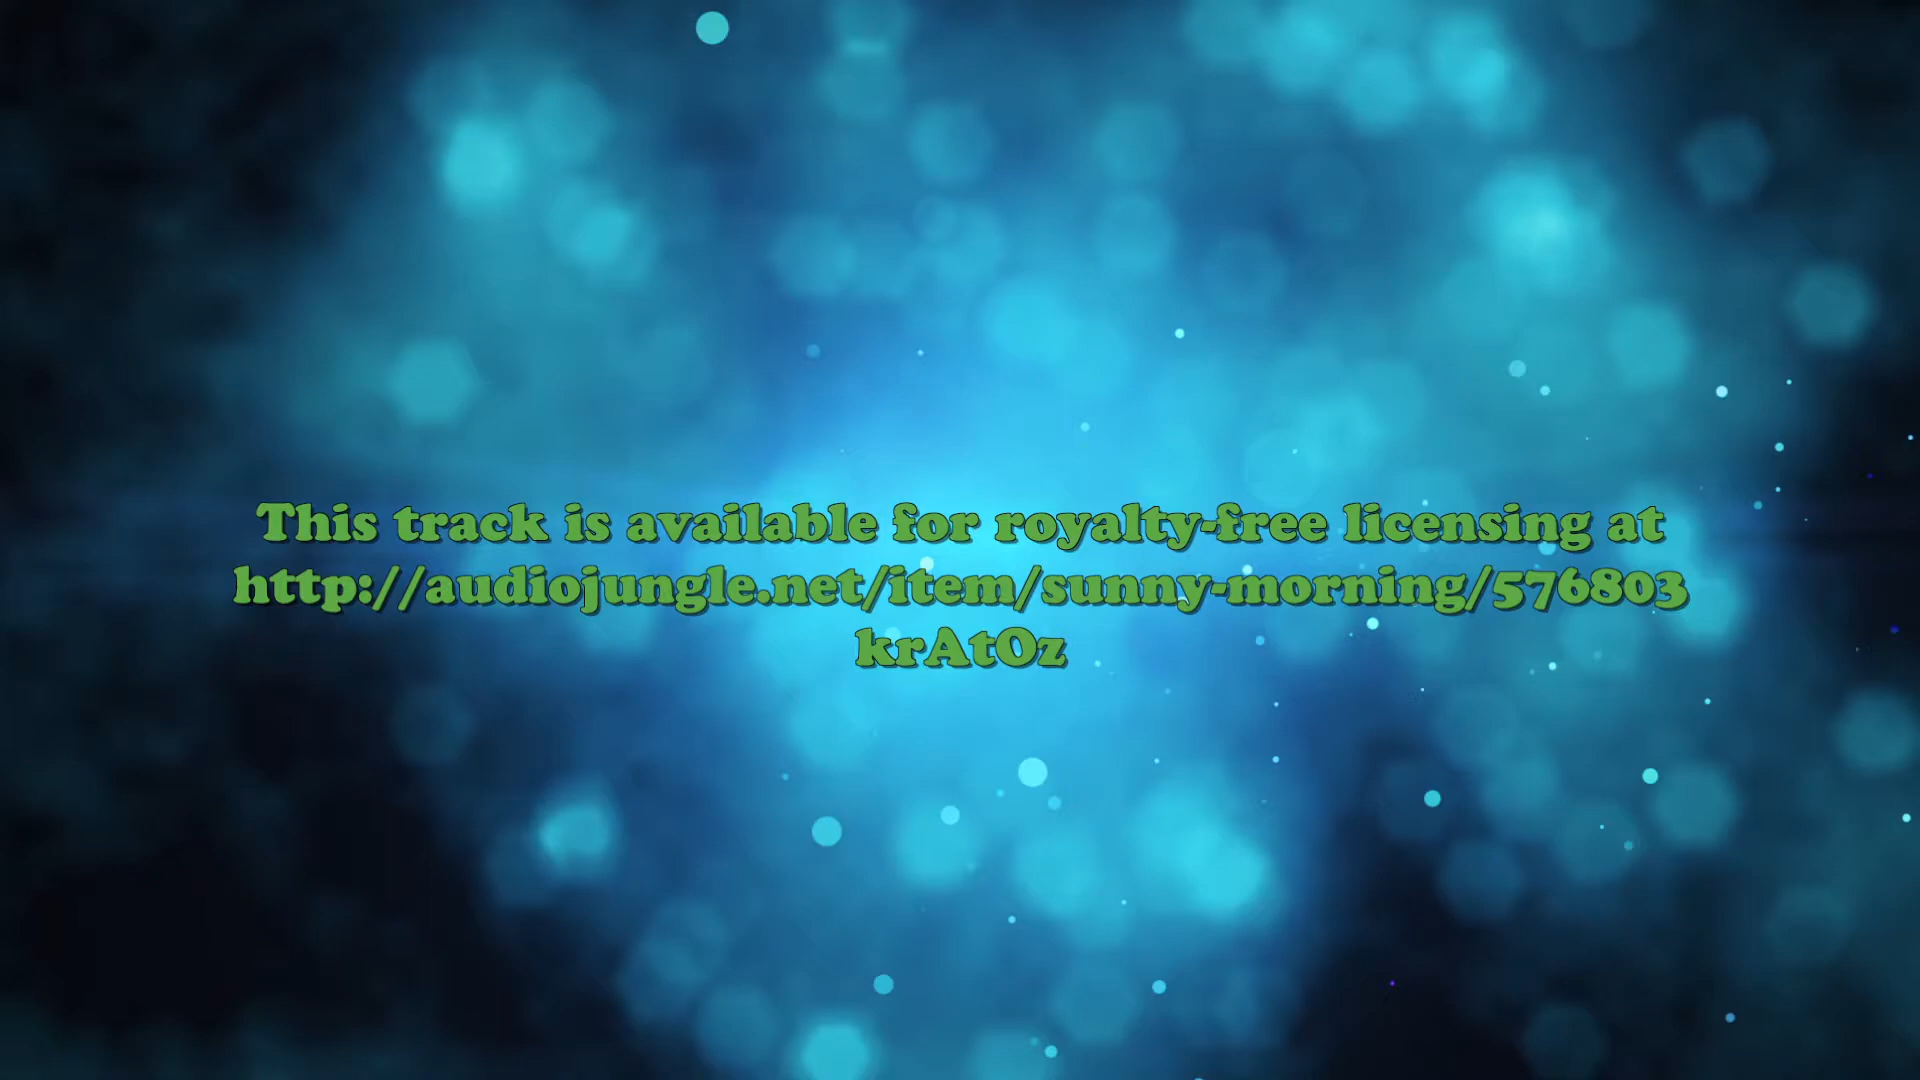 This track is available for royalty-free licensing at
http://audiojungle.net/item/sunny-morning/576803
krAtOz